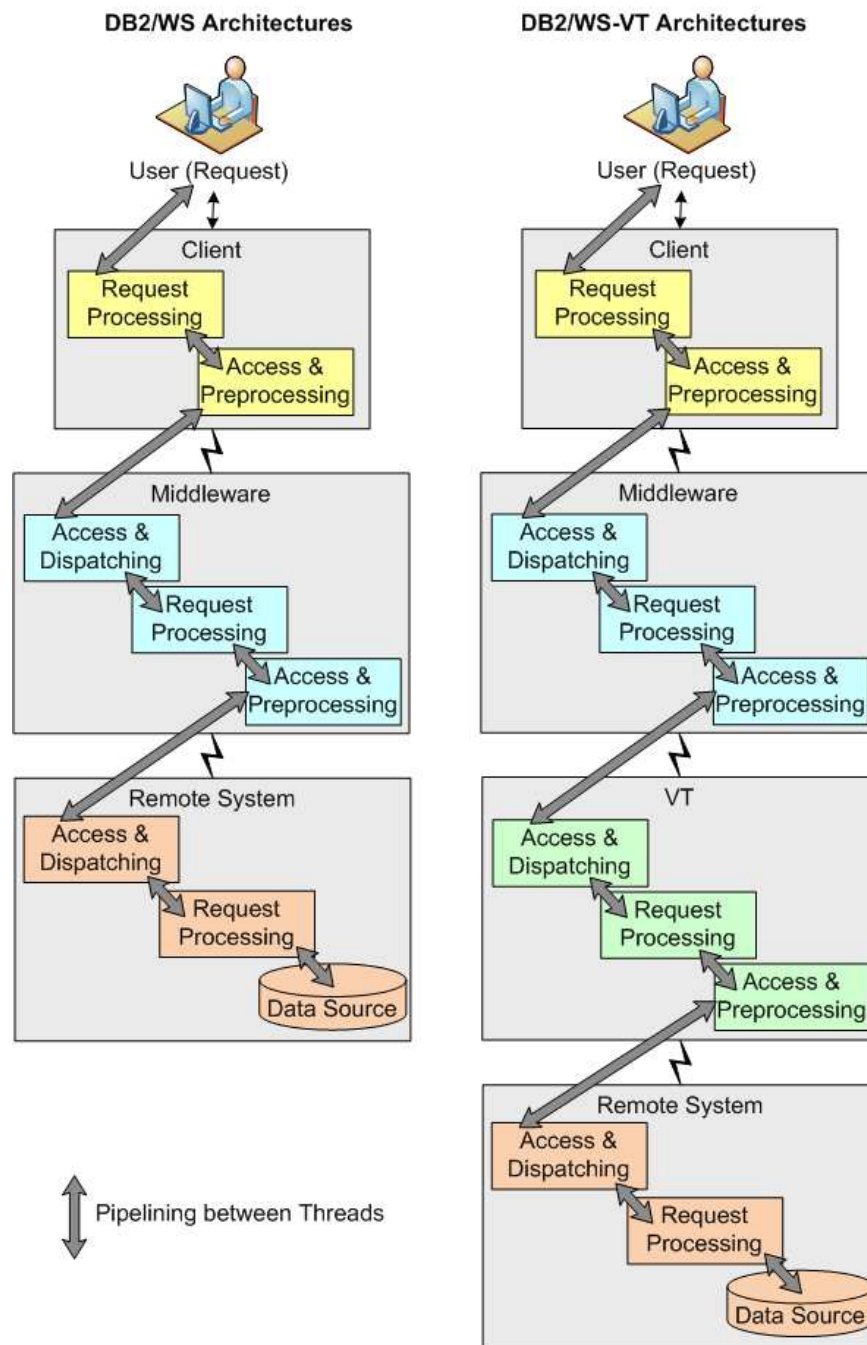 DB2/WS Architectures
User (Request)
Client
Request
Processing
Access &
Preprocessing
Middleware
Access &
Dispatching
Request
Processing
Access &
Preprocessing
Remote System
Access &
Dispatching
Request
Processing
Data Source
Pipelining between Threads
DB2/WS-VT Architectures
User (Request)
Client
Request
Processing
Access &
Preprocessing
Middleware
Access &
Dispatching
Request
Processing
Access &
Preprocessing
VT
Access &
Dispatching
Request
Processing
Access &
Preprocessing
Remote System
Access &
Dispatching
Request
Processing
Data Source